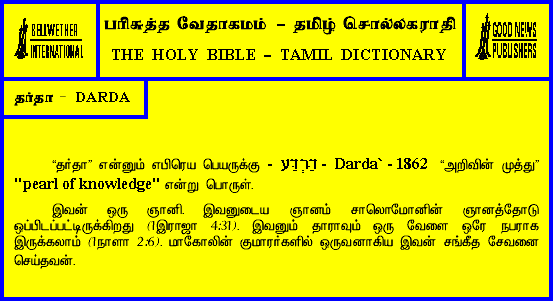 BELLWETHER
INTERNATIONAL
பரிசுத்த வேதாகமம் – தமிழ் சொல்லகராதி
THE HOLY BIBLE – TAMIL DICTIONARY
GOOD NEWS
PUBLISHERS
தர்தா – DARDA
“தர்தா” என்னும் எபிரெய பெயருக்கு - דַּרְדַּע - Darda` - 1862 “அறிவின் முத்து”
"pearl of knowledge" என்று பொருள்.
இவன் ஒரு ஞானி. இவனுடைய ஞானம் சாலொமோனின் ஞானத்தோடு
ஒப்பிடப்பட்டிருக்கிறது (1இராஜா 4:31). இவனும் தாராவும் ஒரு வேளை ஒரே நபராக
இருக்கலாம் (1நாளா 2:6). மாகோலின் குமாரர்களில் ஒருவனாகிய இவன் சங்கீத சேவனை
செய்தவன்.